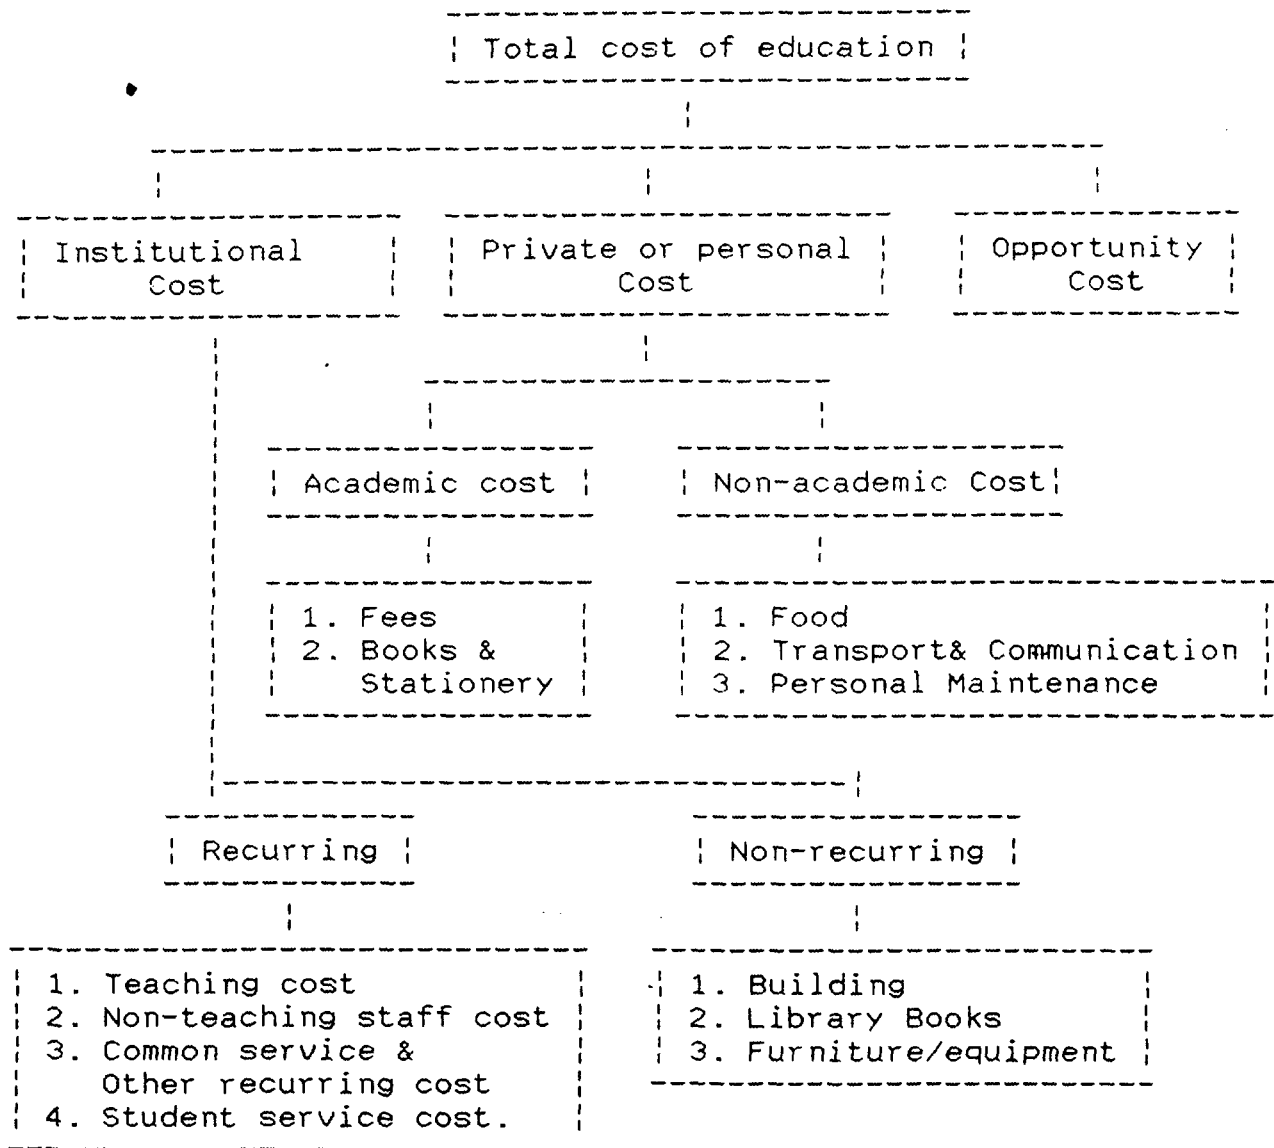 Total cost of education
Institutional
Cost
Private or personal
Cost
Opportunity
Cost
Academic cost
Non-academic Cost
1. Fees
2. Books &
Stationery
1. Food
2. Transport& Communication
3. Personal Maintenance
Recurring
Non-recurring
1. Teaching cost
2. Non-teaching staff cost
3. Common service &
Other recurring cost
4. Student service cost.
1. Building
2. Library Books
3. Furniture/equipment